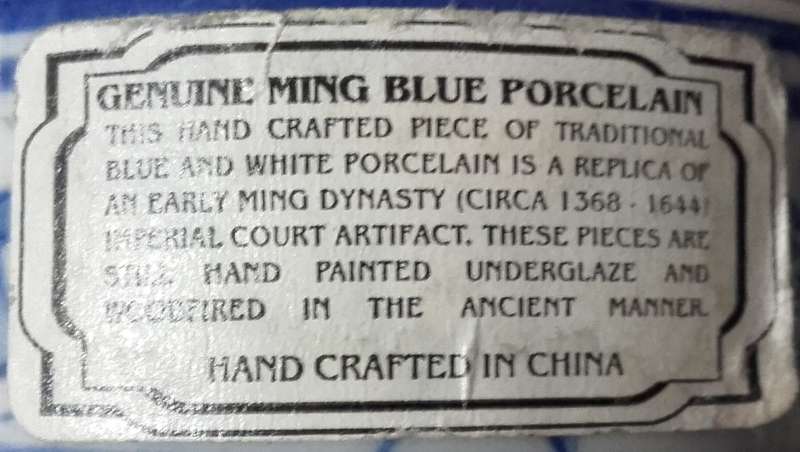 GENUINE MING BLUE PORCELAIN
THIS HAND CRAFTED PIECE OF TRADITIONAL
BLUE AND WHITE PORCELAIN IS A REPLICA OF
AN EARLY MING DYNASTY (CIRCA 1368 - 1644)
IMPERIAL COURT ARTIFACT. THESE PIECES ARE
STILL HAND PAINTED UNDERGLAZE AND
WOODFIRED IN THE ANCIENT MANNER.
HAND CRAFTED IN CHINA